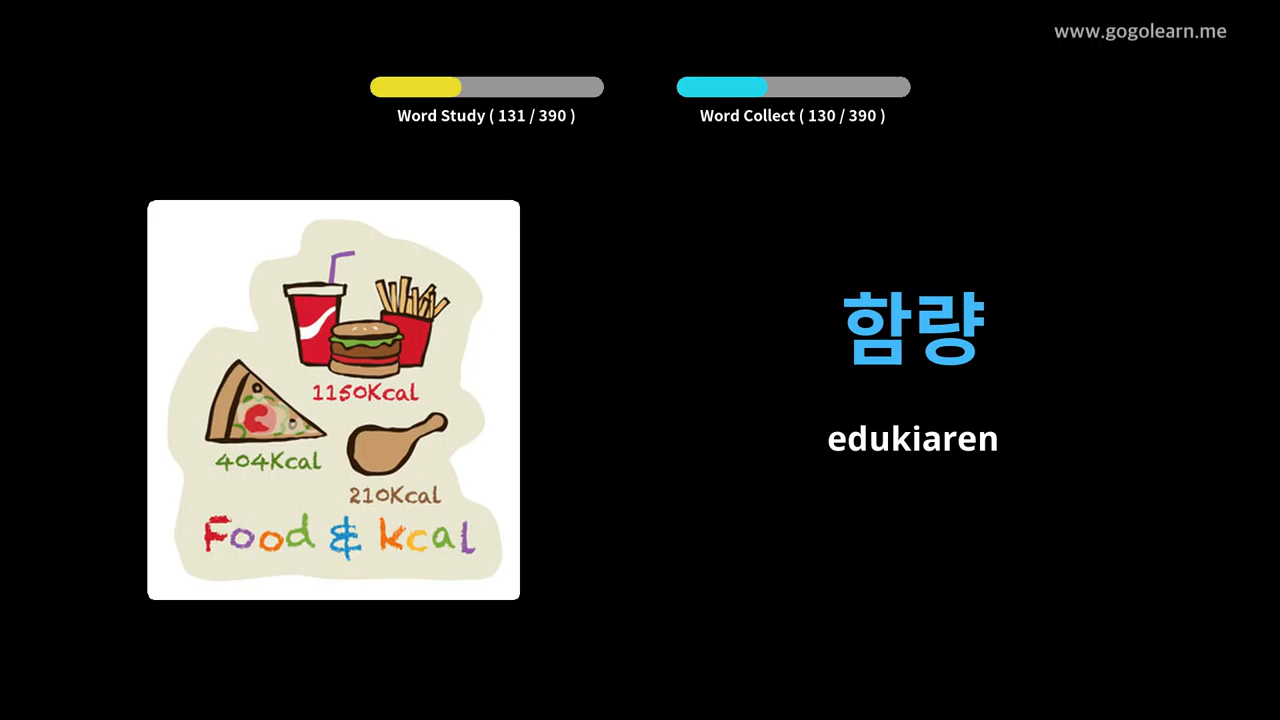 www.gogolearn.me
Word Study ( 131 / 390 )
Word Collect ( 130 / 390 )
1150Kcal
404Kcal
210Kcal
Food & kcal
함량
edukiaren